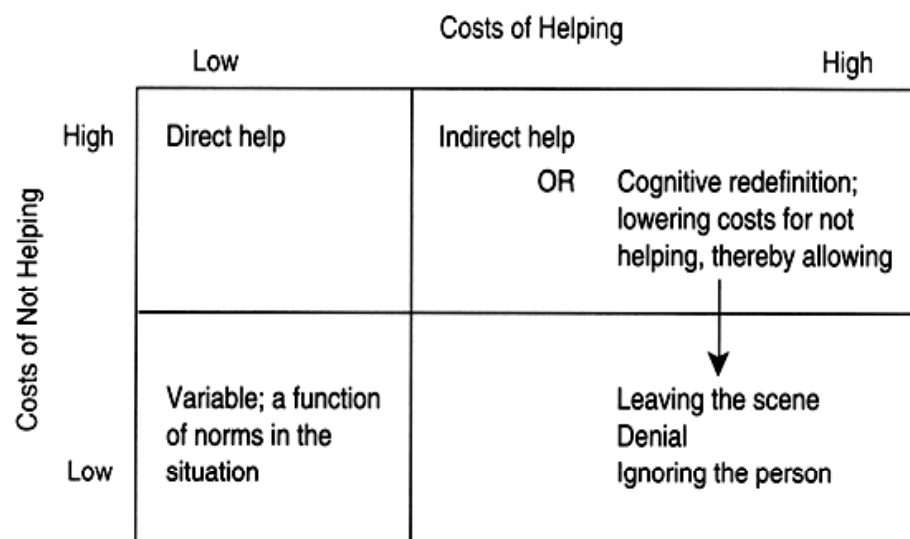 Costs of Helping
Low
High
High
Direct help
Indirect help
OR
Cognitive redefinition;
lowering costs for not
helping, thereby allowing
Costs of Not Helping
Variable; a function
of norms in the
situation
Low
Leaving the scene
Denial
Ignoring the person